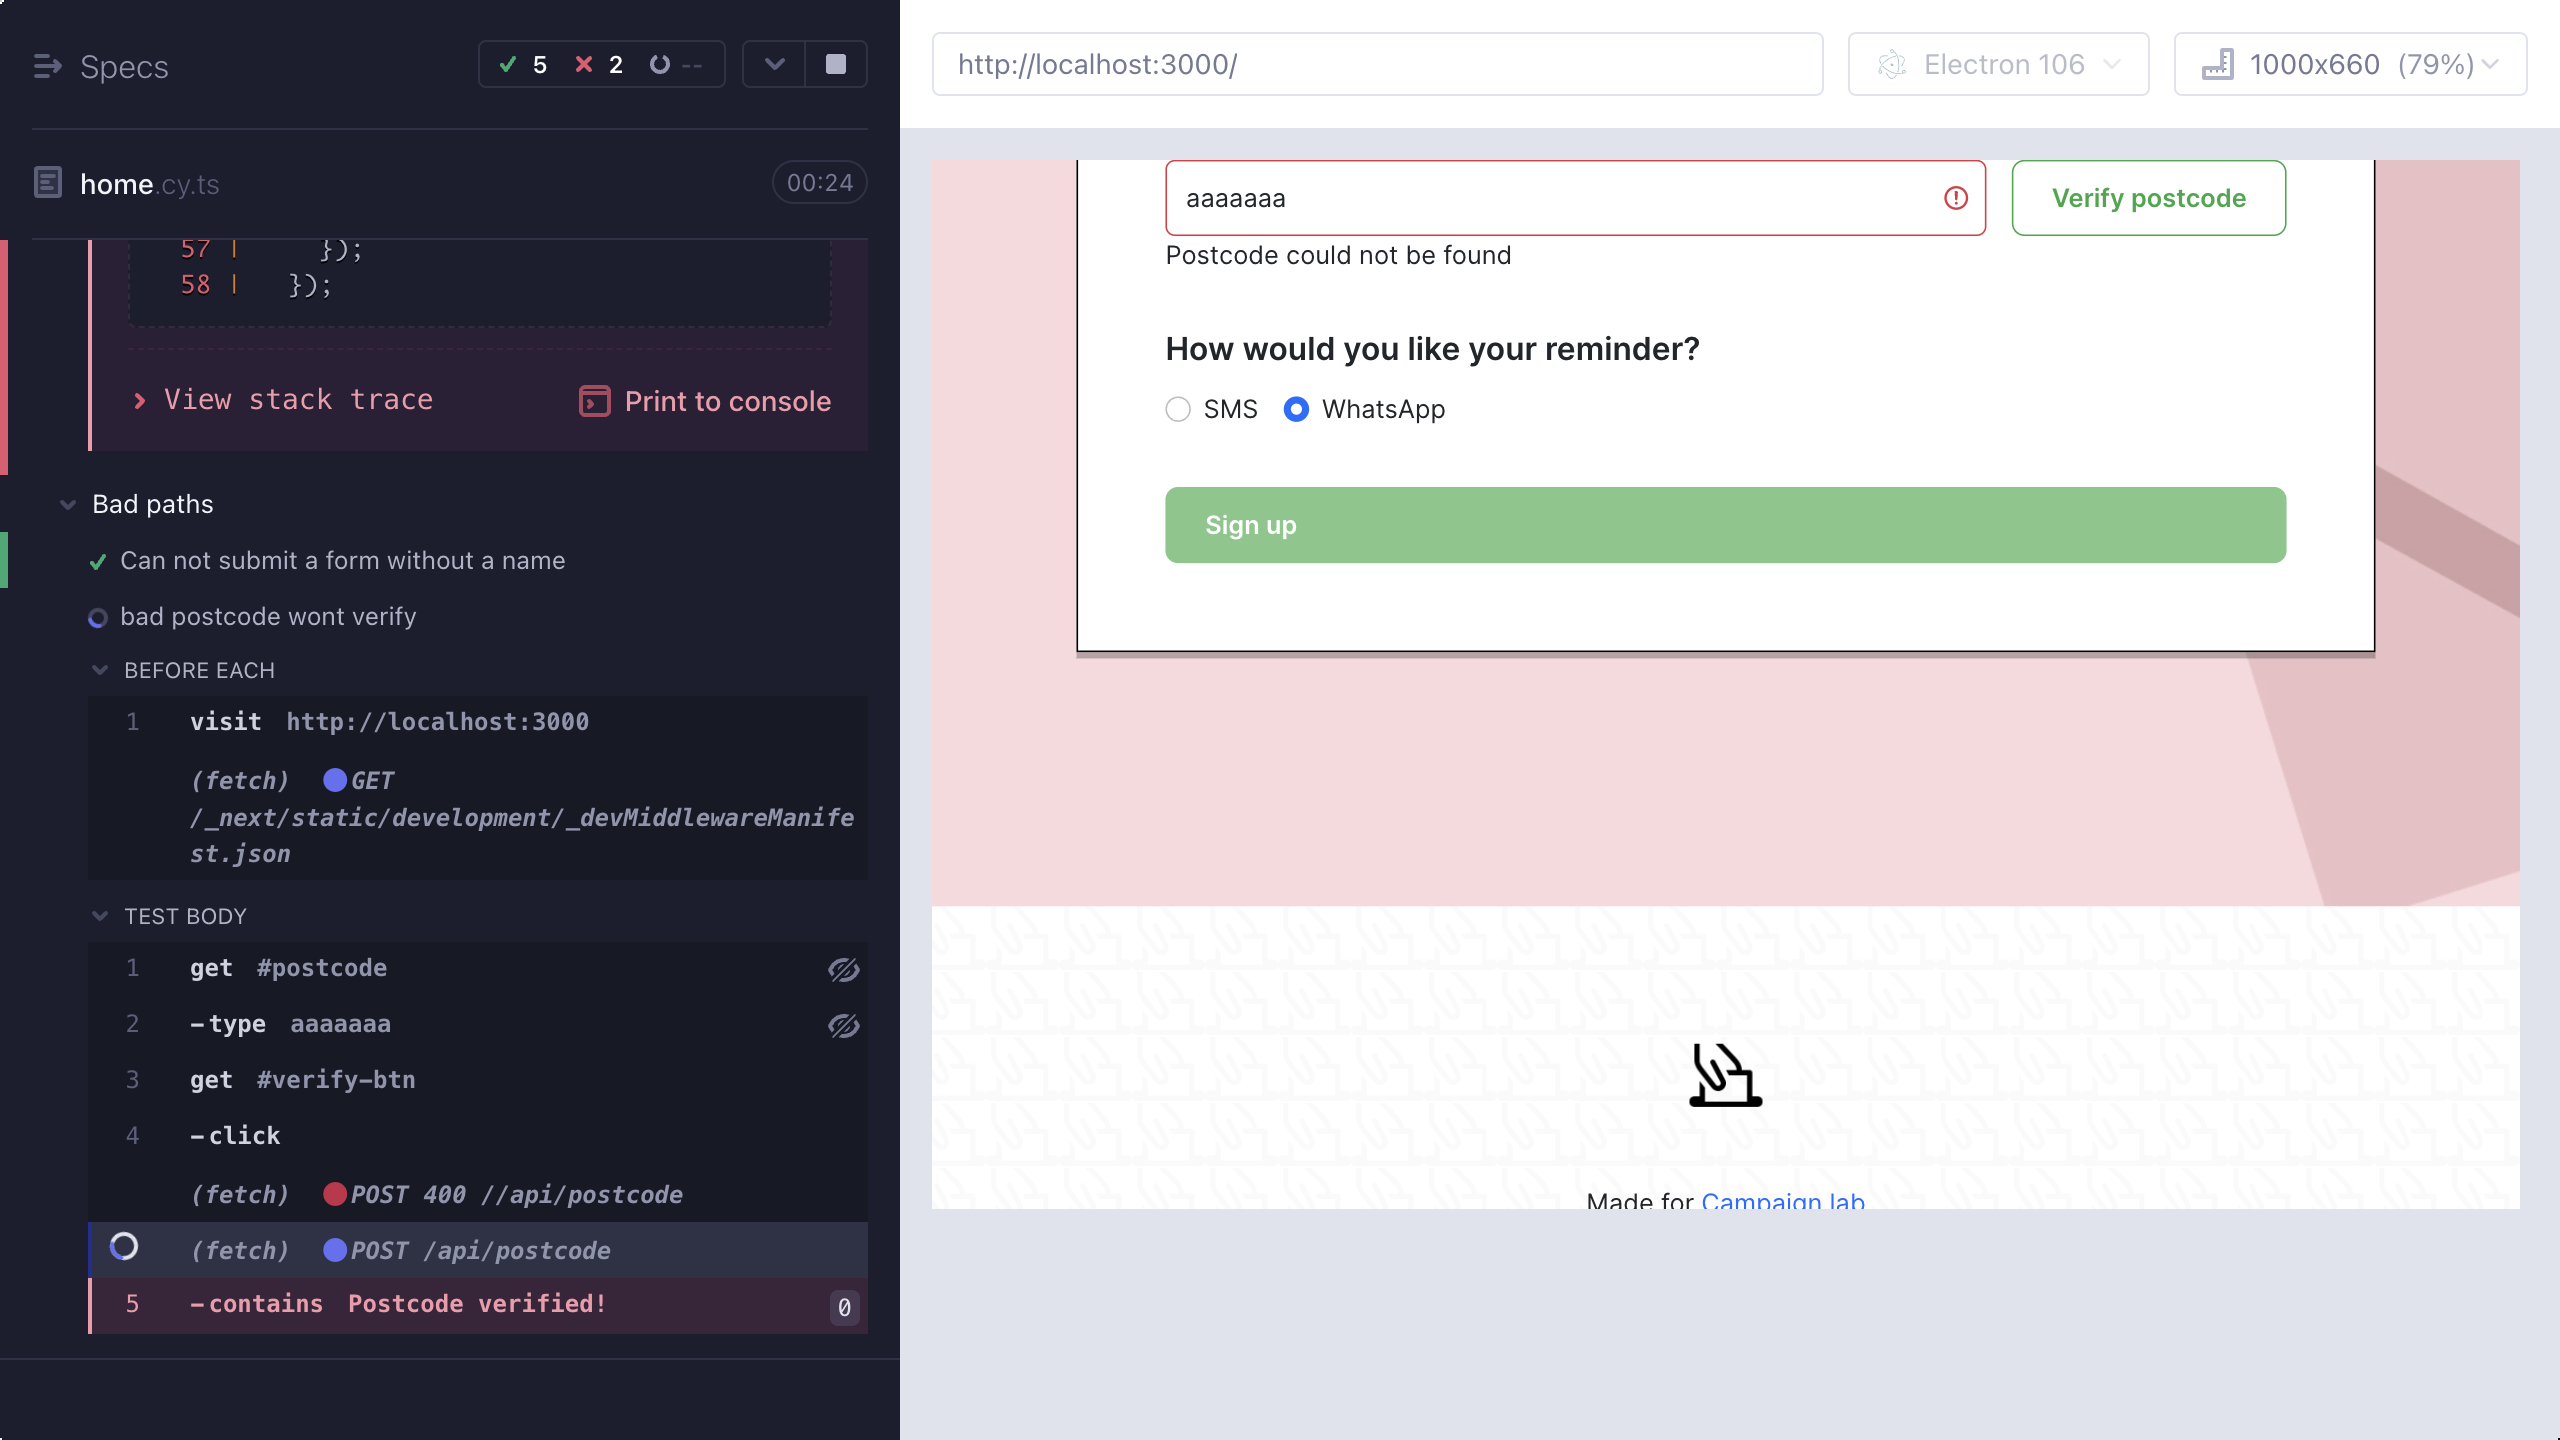 Specs
5 2 --
home.cy.ts
00:24
57 | });
58 | });
View stack trace
Print to console
Bad paths
Can not submit a form without a name
bad postcode wont verify
BEFORE EACH
1 visit http://localhost:3000
(fetch) GET
/_next/static/development/_devMiddlewareManife
st.json
TEST BODY
1 get #postcode
2 -type aaaaaaa
3 get #verify-btn
4 -click
(fetch) POST 400 //api/postcode
(fetch) POST /api/postcode
5 -contains Postcode verified! 0
http://localhost:3000/
Electron 106
1000x660 (79%)
aaaaaaa
Verify postcode
Postcode could not be found
How would you like your reminder?
SMS WhatsApp
Sign up
Made for Campaign lab